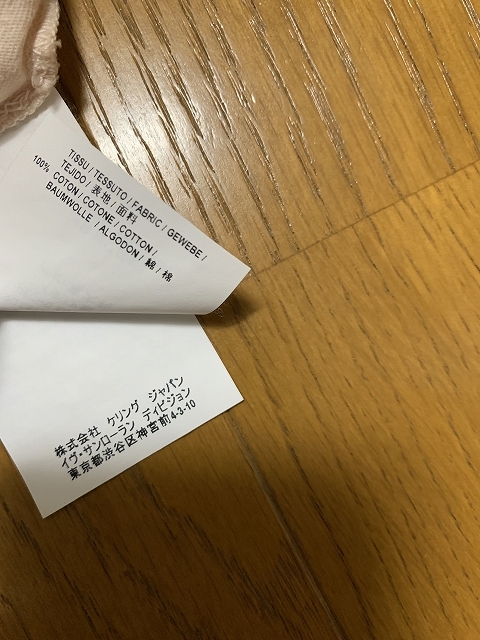 TISSU / TESSUTO / FABRIC / GEWEBE /
TEJIDO / 表地 / 面料
100% COTON / COTONE / COTTON /
BAUMWOLLE / ALGODON / 綿 / 棉
株式会社 ケリング ジャパン
イヴ・サンローラン ディビジョン
東京都渋谷区神宮前4-3-10